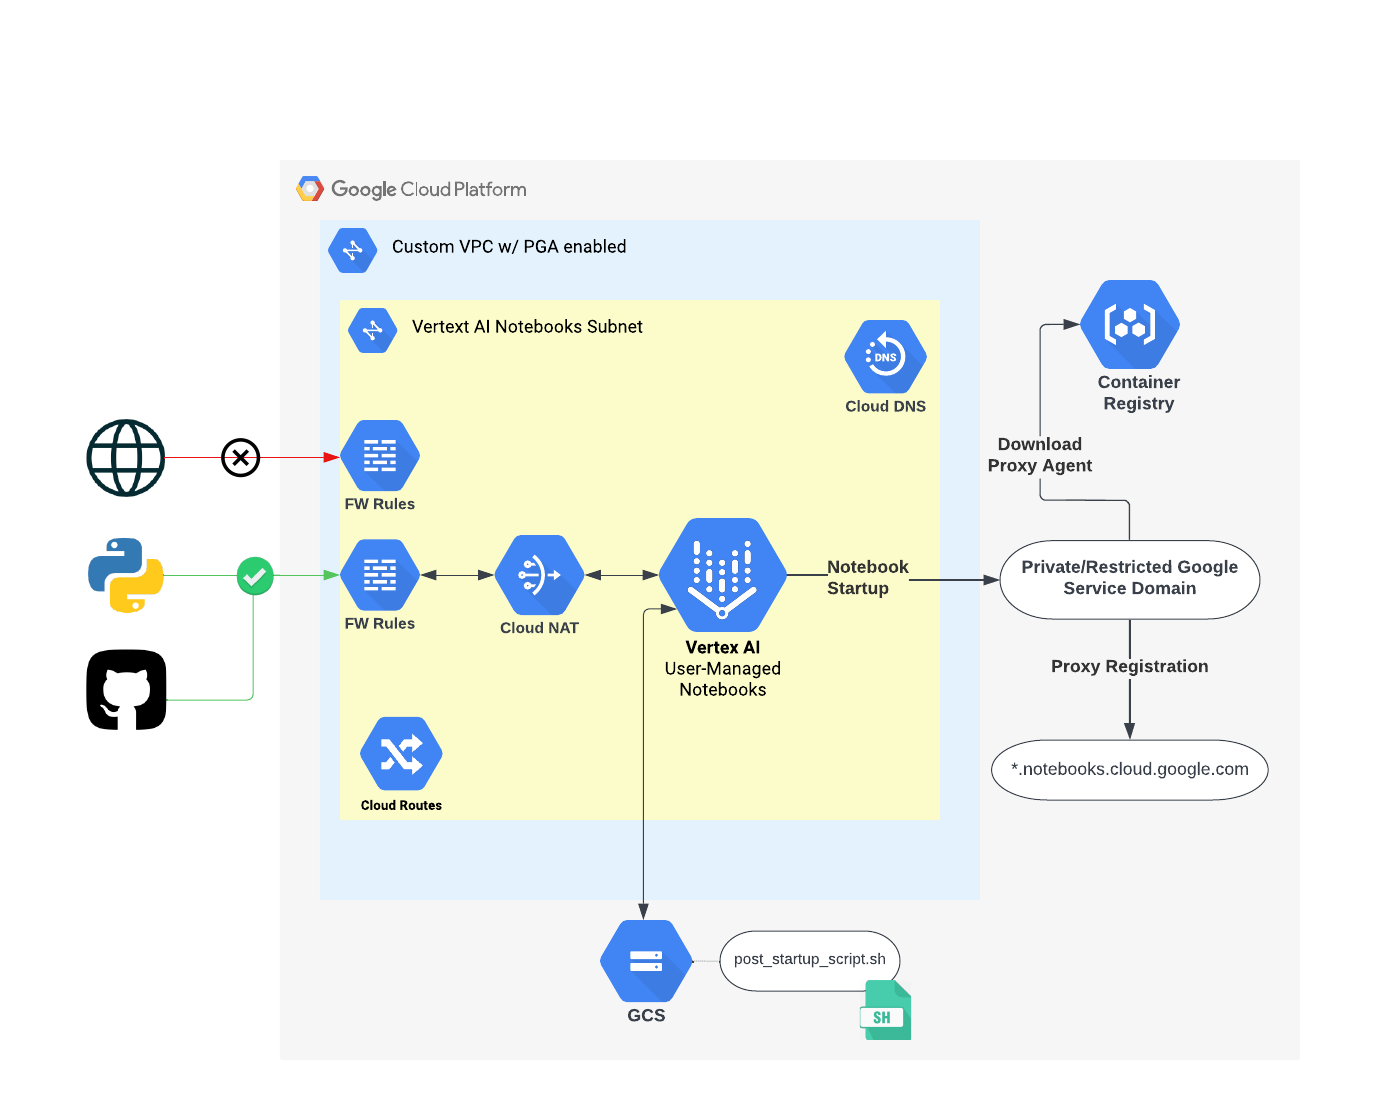 Google Cloud Platform
Custom VPC w/ PGA enabled
Vertext AI Notebooks Subnet
DNS
Cloud DNS
Container
Registry
Download
Proxy Agent
FW Rules
Private/Restricted Google
Service Domain
Notebook
Startup
FW Rules
Cloud NAT
Vertex AI
User-Managed
Notebooks
Proxy Registration
*.notebooks.cloud.google.com
Cloud Routes
post_startup_script.sh
SH
GCS